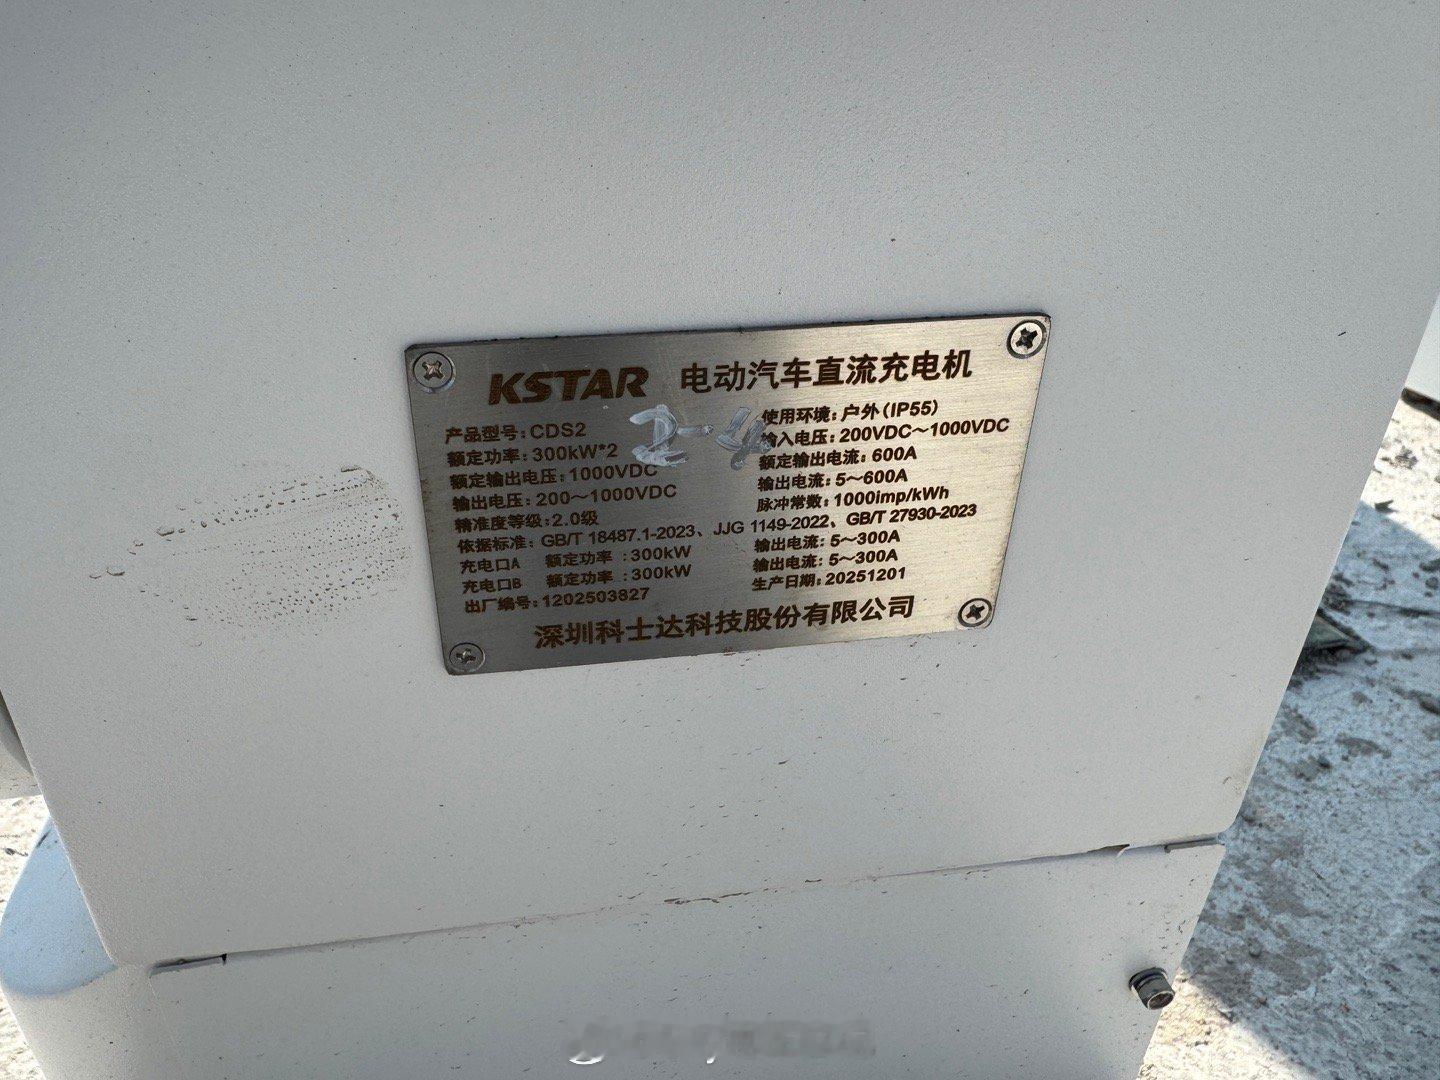 KSTAR 电动汽车直流充电机
2-4
产品型号:CDS2 使用环境:户外(IP55)
额定功率:300kW*2 输入电压:200VDC～1000VDC
额定输出电压:1000VDC 额定输出电流:600A
输出电压:200～1000VDC 输出电流:5～600A
精准度等级:2.0级 脉冲常数:1000imp/kWh
依据标准:GB/T 18487.1-2023、JJG 1149-2022、GB/T 27930-2023
充电口A 额定功率 :300kW 输出电流:5～300A
充电口B 额定功率 :300kW 输出电流:5～300A
出厂编号:1202503827 生产日期:20251201
深圳科士达科技股份有限公司